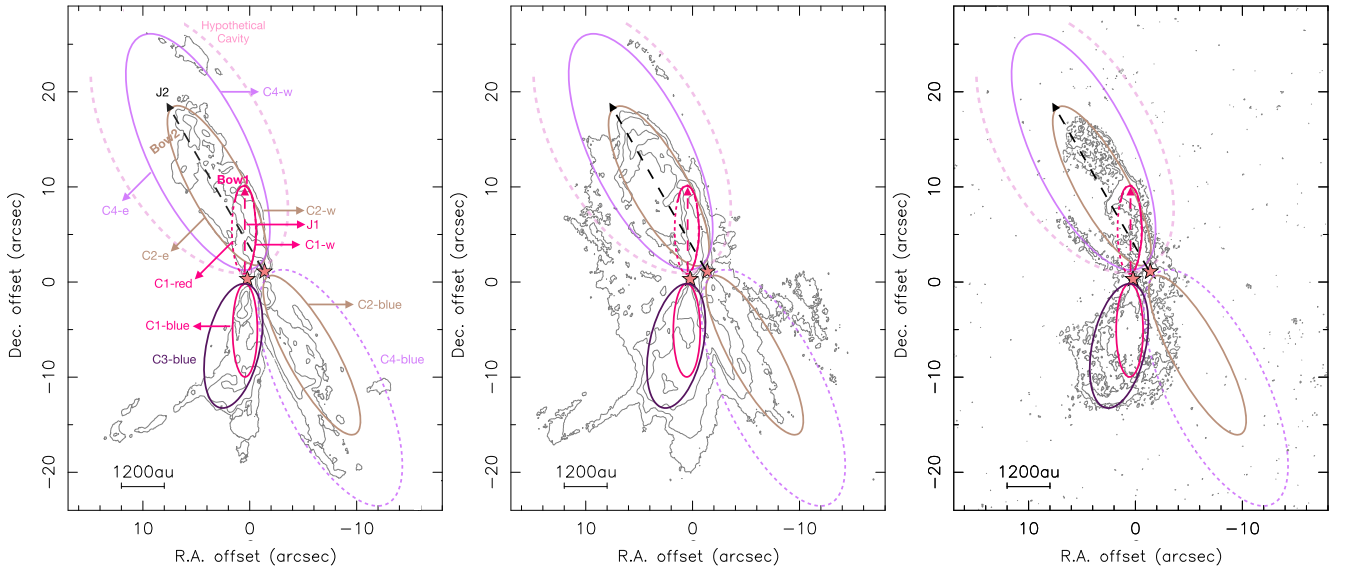 Hypothetical
Cavity
C4-w
J2
Bow2
Bow1
C4-e
C2-w
J1
C2-e
C1-w
C1-red
C2-blue
C1-blue
C3-blue
C4-blue
1200au
1200au
1200au
20
10
0
−10
−20
20
10
0
−10
−20
20
10
0
−10
−20
Dec. offset (arcsec)
Dec. offset (arcsec)
Dec. offset (arcsec)
10 0 −10
10 0 −10
10 0 −10
R.A. offset (arcsec)
R.A. offset (arcsec)
R.A. offset (arcsec)